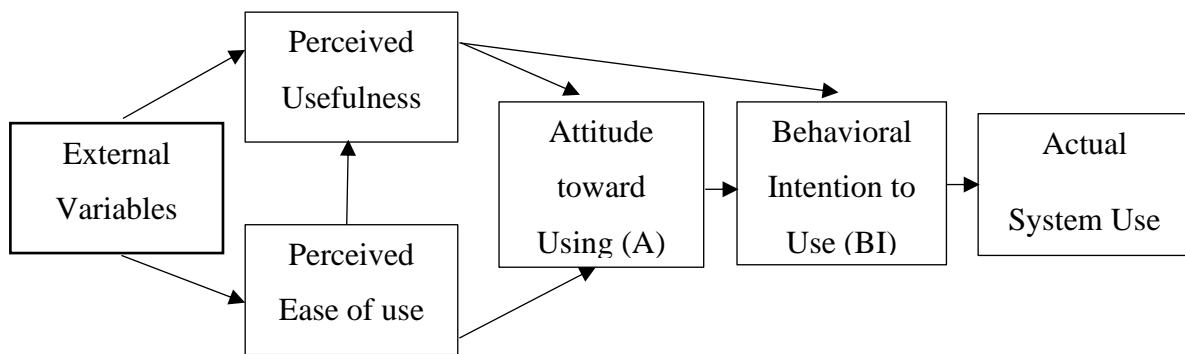 Perceived
Usefulness
External
Variables
Perceived
Ease of use
Attitude
toward
Using (A)
Behavioral
Intention to
Use (BI)
Actual
System Use